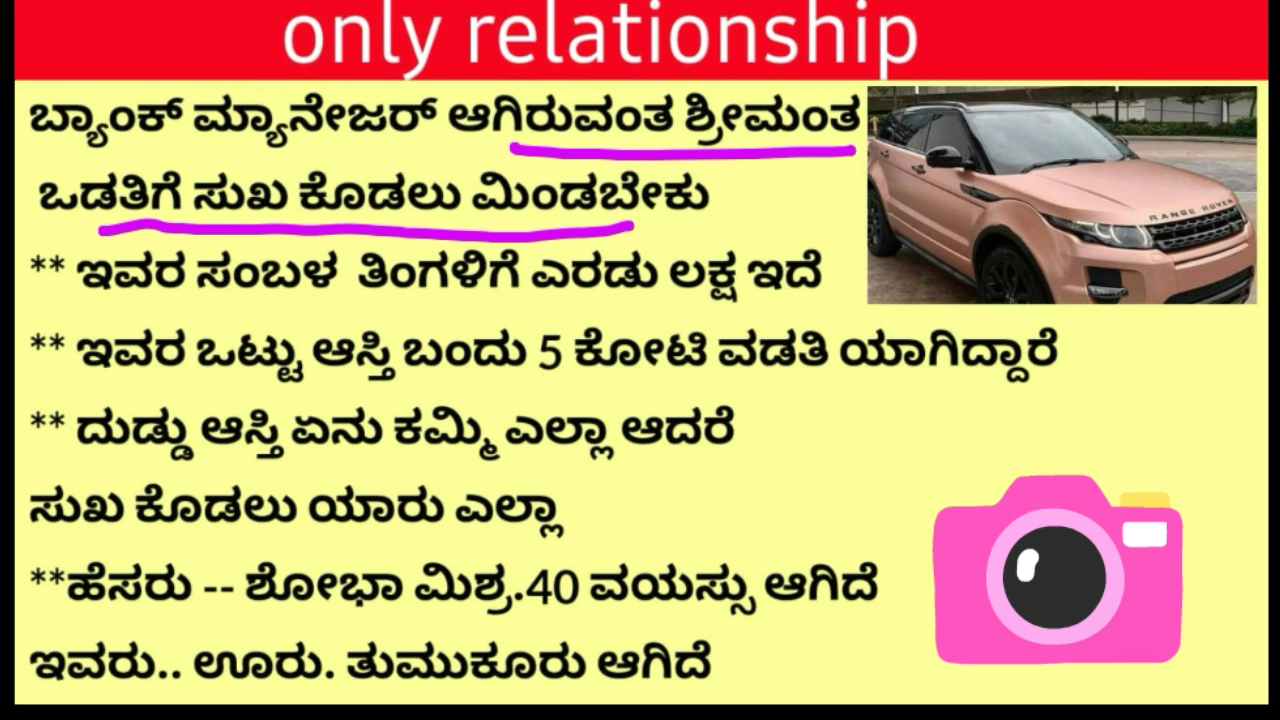 only relationship
ಬ್ಯಾಂಕ್ ಮ್ಯಾನೇಜರ್ ಆಗಿರುವಂತ ಶ್ರೀಮಂತ
ಒಡತಿಗೆ ಸುಖ ಕೊಡಲು ಮಿಂಡಬೇಕು
** ಇವರ ಸಂಬಳ ತಿಂಗಳಿಗೆ ಎರಡು ಲಕ್ಷ ಇದೆ
** ಇವರ ಒಟ್ಟು ಆಸ್ತಿ ಬಂದು 5 ಕೋಟಿ ವಡತಿ ಯಾಗಿದ್ದಾರೆ
** ದುಡ್ಡು ಆಸ್ತಿ ಏನು ಕಮ್ಮಿ ಎಲ್ಲಾ ಆದರೆ
ಸುಖ ಕೊಡಲು ಯಾರು ಎಲ್ಲಾ
**ಹೆಸರು -- ಶೋಭಾ ಮಿಶ್ರ.40 ವಯಸ್ಸು ಆಗಿದೆ
ಇವರು.. ಊರು. ತುಮುಕೂರು ಆಗಿದೆ
RANGE ROVER